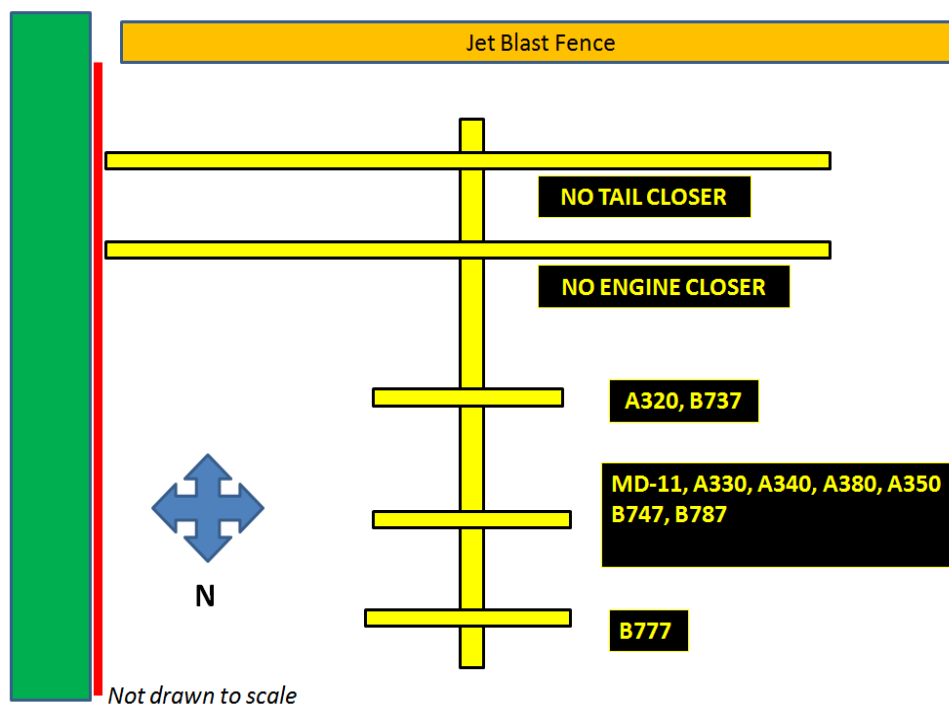 Jet Blast Fence
NO TAIL CLOSER
NO ENGINE CLOSER
A320, B737
MD-11, A330, A340, A380, A350
B747, B787
N
B777
Not drawn to scale